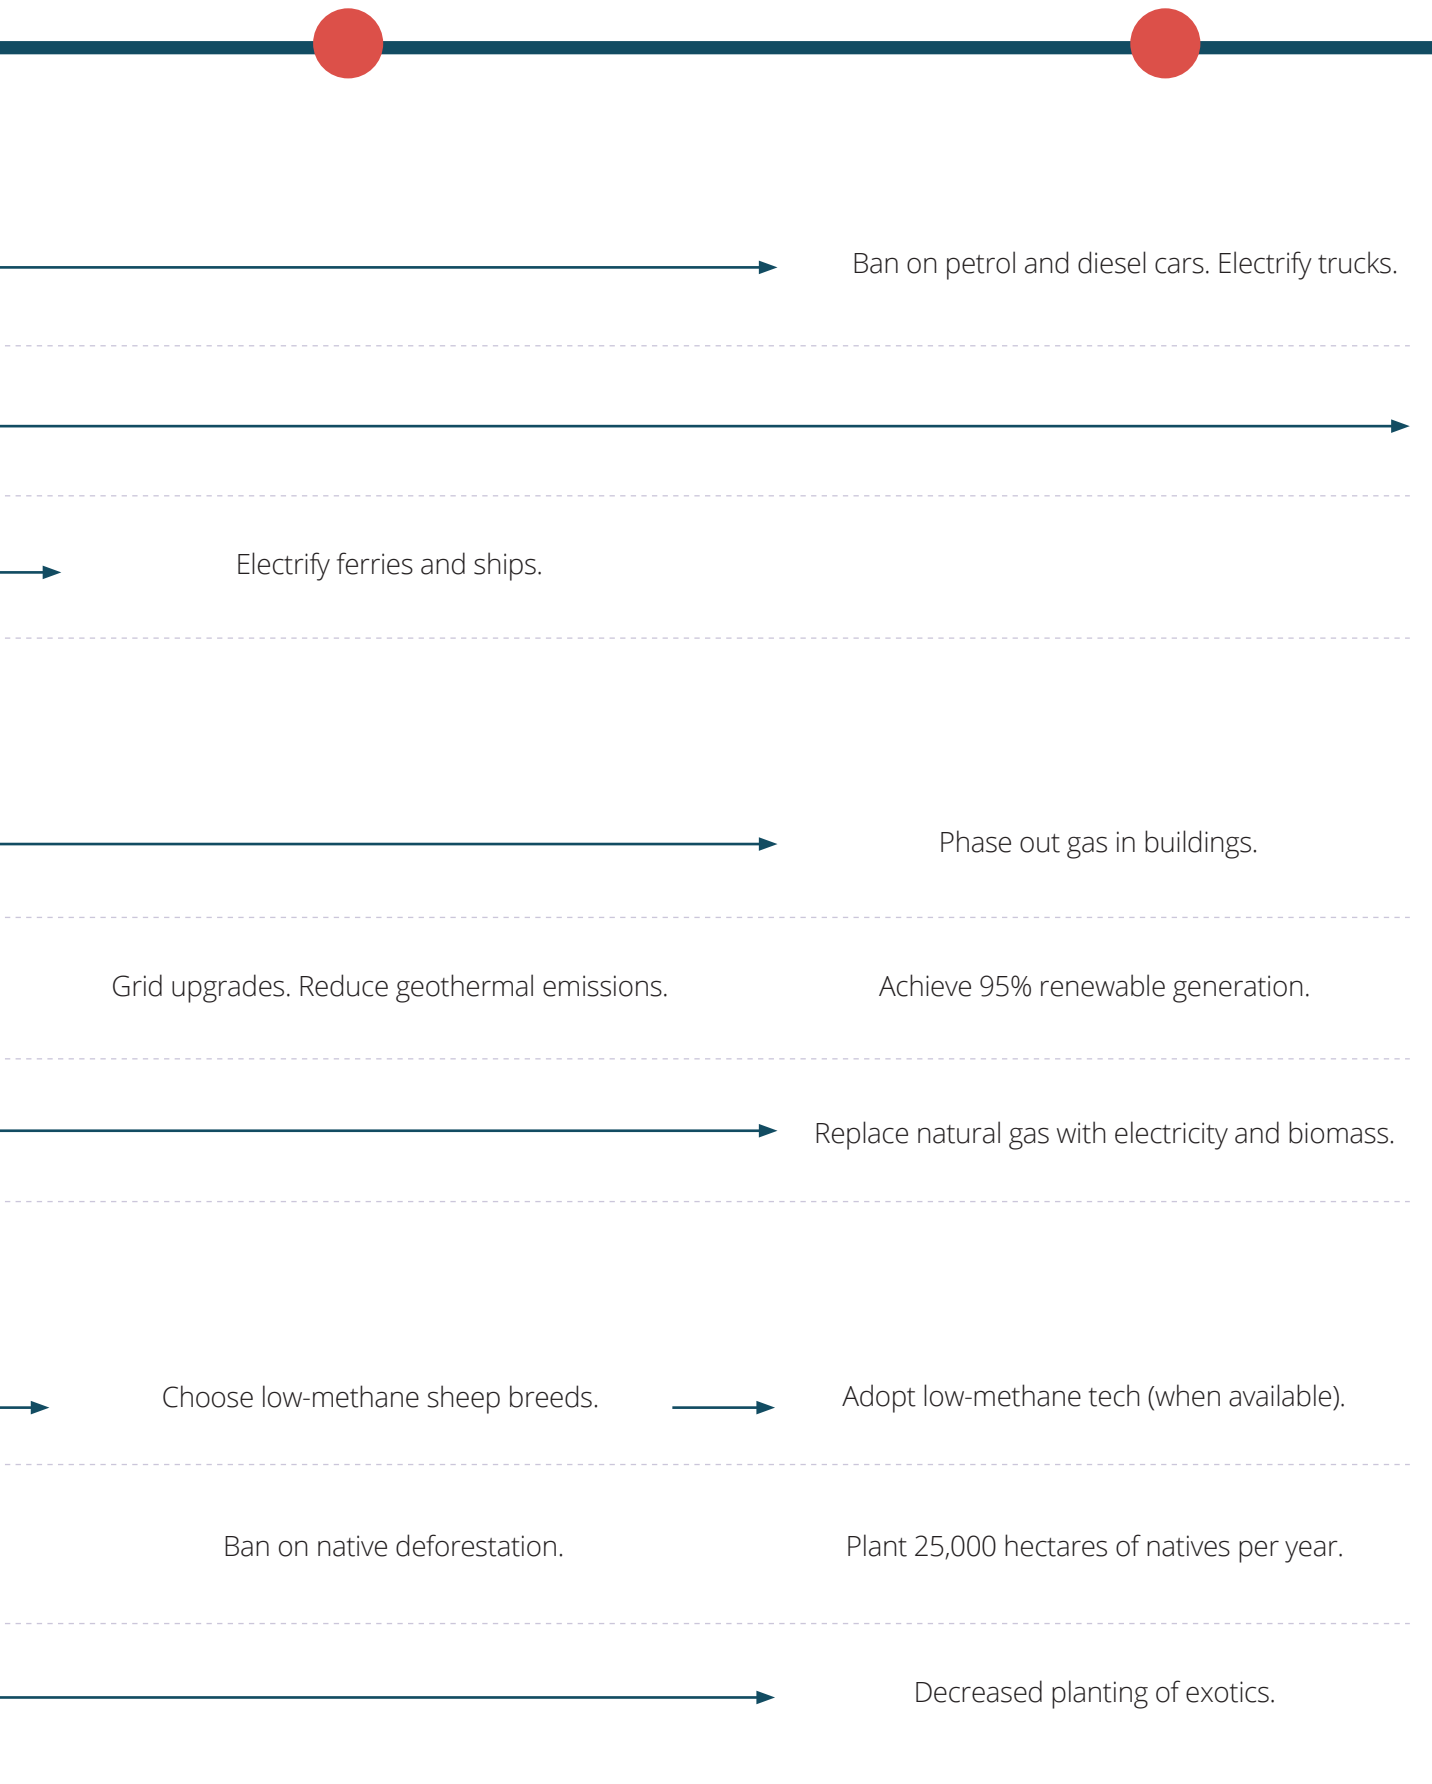 Ban on petrol and diesel cars. Electrify trucks.
Electrify ferries and ships.
Phase out gas in buildings.
Grid upgrades. Reduce geothermal emissions.
Achieve 95% renewable generation.
Replace natural gas with electricity and biomass.
Choose low-methane sheep breeds.
Adopt low-methane tech (when available).
Ban on native deforestation.
Plant 25,000 hectares of natives per year.
Decreased planting of exotics.